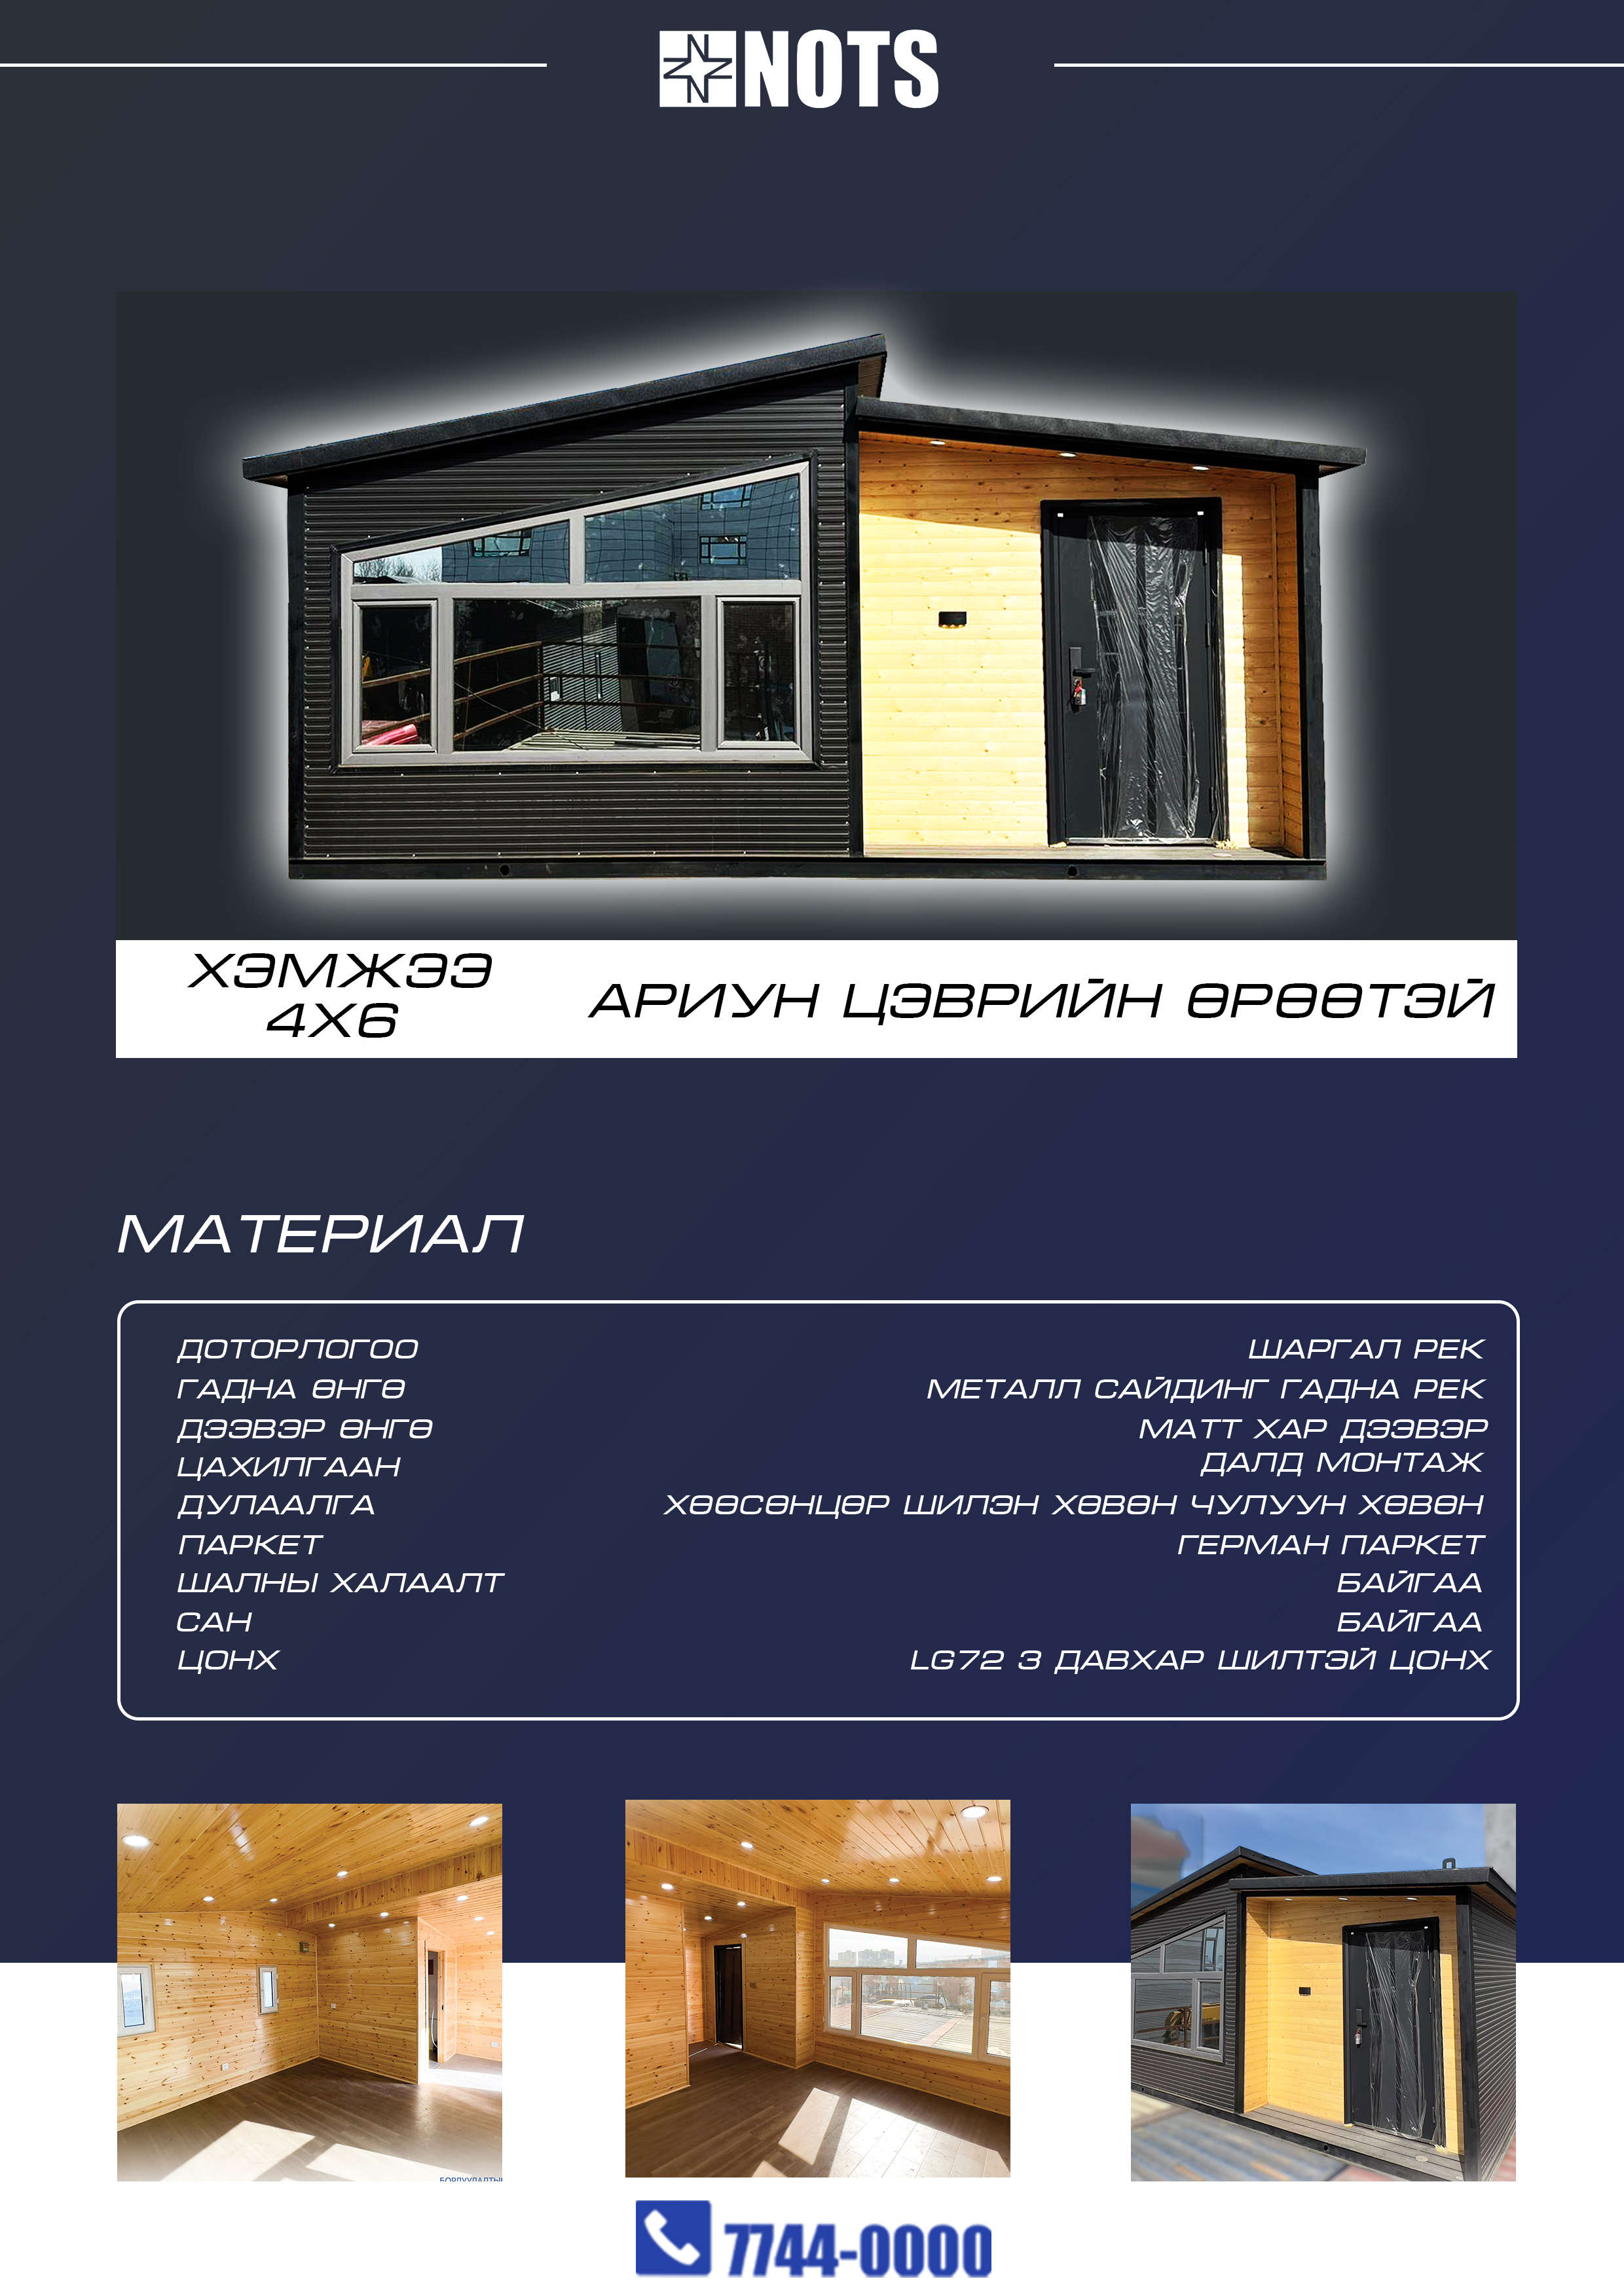 NOTS
ХЭМЖЭЭ
4X6
АРИУН ЦЭВРИЙН ӨРӨӨТЭЙ
МАТЕРИАЛ
ДОТОРЛОГОО ШАРГАЛ РЕК
ГАДНА ӨНГӨ МЕТАЛЛ САЙДИНГ ГАДНА РЕК
ДЭЭВЭР ӨНГӨ МАТТ ХАР ДЭЭВЭР
ЦАХИЛГААН ДАЛД МОНТАЖ
ДУЛААЛГА ХӨӨСӨНЦӨР ШИЛЭН ХӨВӨН ЧУЛУУН ХӨВӨН
ПАРКЕТ ГЕРМАН ПАРКЕТ
ШАЛНЫ ХАЛААЛТ БАЙГАА
САН БАЙГАА
ЦОНХ LG72 3 ДАВХАР ШИЛТЭЙ ЦОНХ
7744-0000